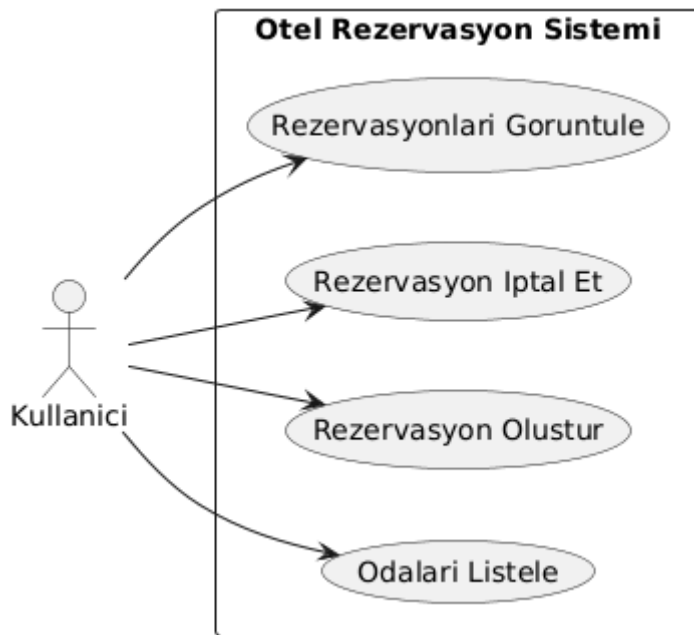 Otel Rezervasyon Sistemi
Rezervasyonlari Goruntule
Rezervasyon Iptal Et
Kullanici
Rezervasyon Olustur
Odalari Listele